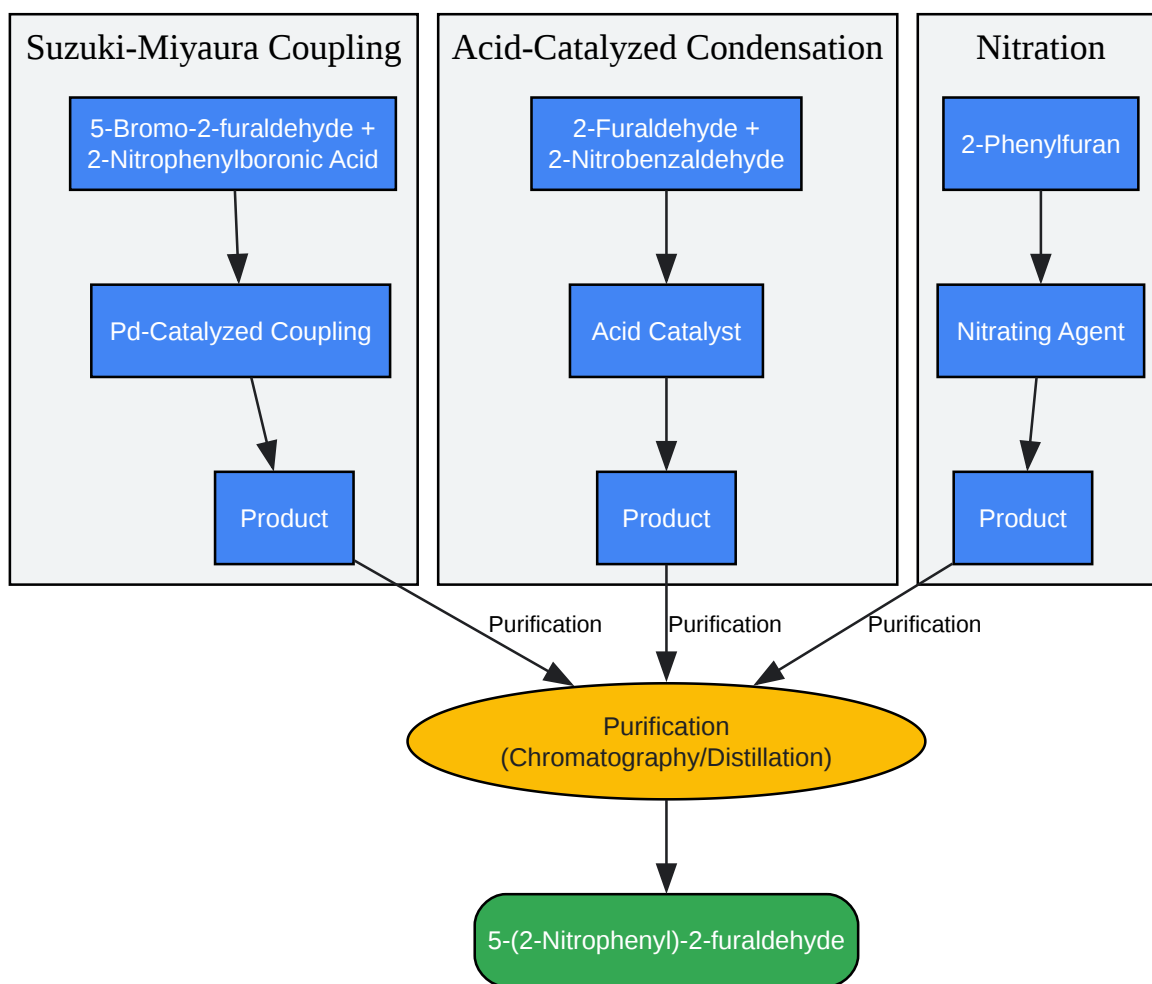 Suzuki-Miyaura Coupling
5-Bromo-2-furaldehyde +
2-Nitrophenylboronic Acid
Pd-Catalyzed Coupling
Product
Acid-Catalyzed Condensation
2-Furaldehyde +
2-Nitrobenzaldehyde
Acid Catalyst
Product
Nitration
2-Phenylfuran
Nitrating Agent
Product
Purification
Purification
Purification
Purification
(Chromatography/Distillation)
5-(2-Nitrophenyl)-2-furaldehyde